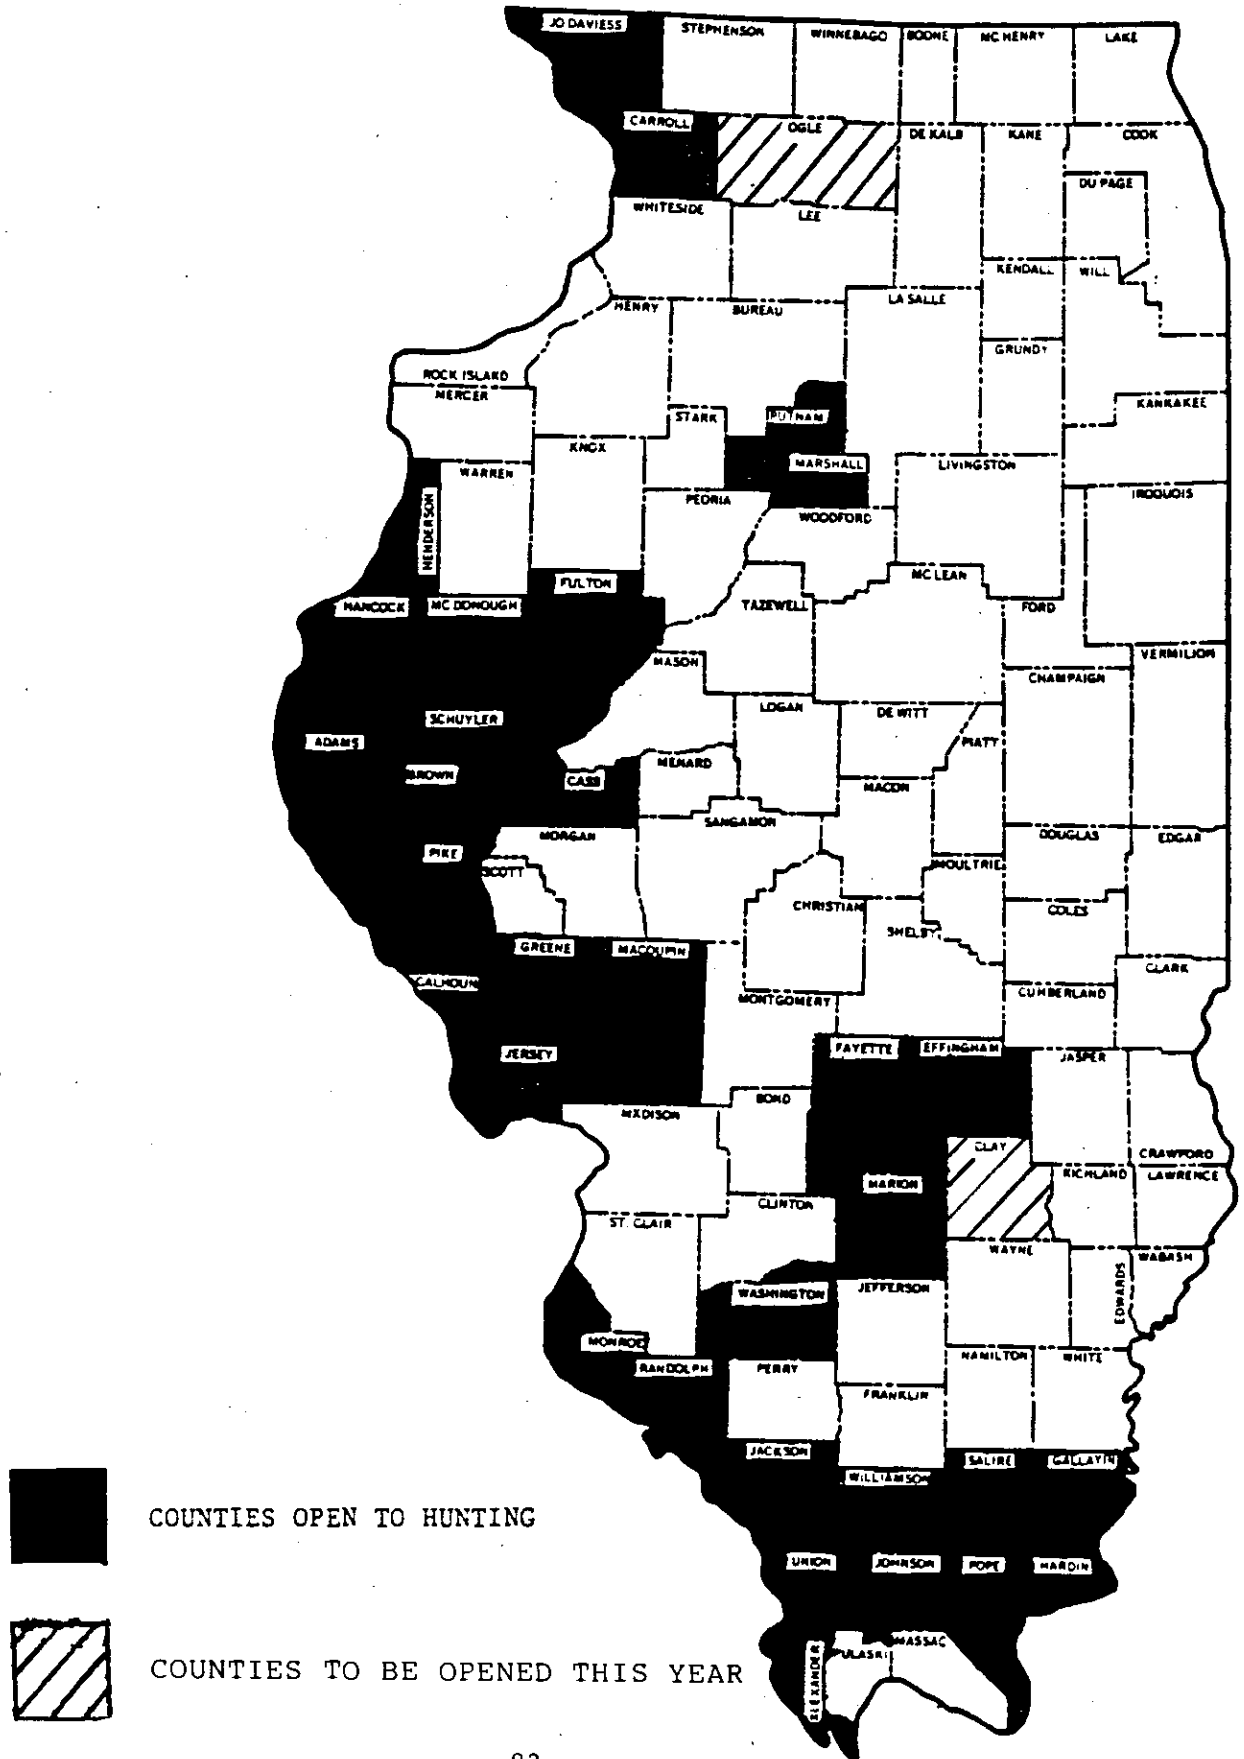 JO DAVIESS
STEPHENSON
WINNEBAGO
BOONE
MC HENRY
LAKE
CARROLL
OGLE
DE KALB
KANE
COOK
DU PAGE
WHITESIDE
LEE
KENDALL
WILL
HENRY
BUREAU
LA SALLE
GRUNDY
ROCK ISLAND
MERCER
STARK
PUTNAM
KANKAKEE
KNOX
WARREN
MARSHALL
LIVINGSTON
HENDERSON
PEORIA
WOODFORD
IROQUOIS
FULTON
MC LEAN
HANCOCK
MC DONOUGH
TAZEWELL
FORD
MASON
VERMILION
CHAMPAIGN
SCHUYLER
LOGAN
DE WITT
ADAMS
PIATT
BROWN
CASS
MENARD
MACON
MORGAN
SANGAMON
DOUGLAS
EDGAR
PIKE
SCOTT
MOULTRIE
CHRISTIAN
COLES
SHELBY
GREENE
MACOUPIN
CLARK
CALHOUN
MONTGOMERY
CUMBERLAND
JERSEY
FAYETTE
EFFINGHAM
JASPER
BOND
MADISON
CLAY
CRAWFORD
MARION
RICHLAND
LAWRENCE
CLINTON
ST. CLAIR
WAYNE
WABASH
WASHINGTON
JEFFERSON
EDWARDS
MONROE
RANDOLPH
PERRY
HAMILTON
WHITE
FRANKLIN
JACKSON
SALINE
GALLATIN
WILLIAMSON
COUNTIES OPEN TO HUNTING
UNION
JOHNSON
POPE
HARDIN
ALEXANDER
PULASKI
MASSAC
COUNTIES TO BE OPENED THIS YEAR